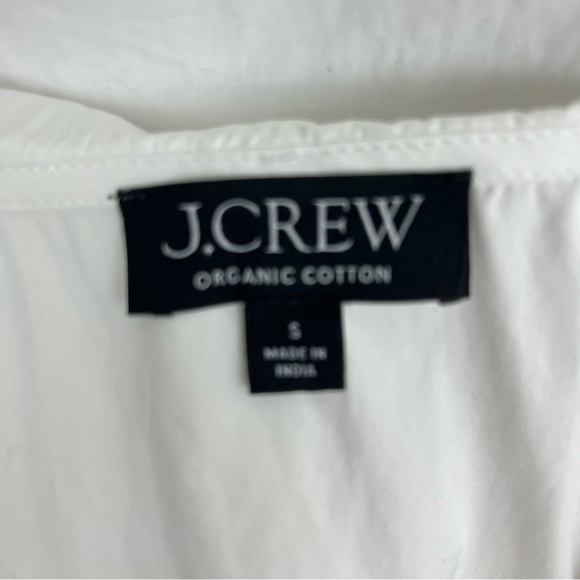 J.CREW
ORGANIC COTTON
S
MADE IN
INDIA